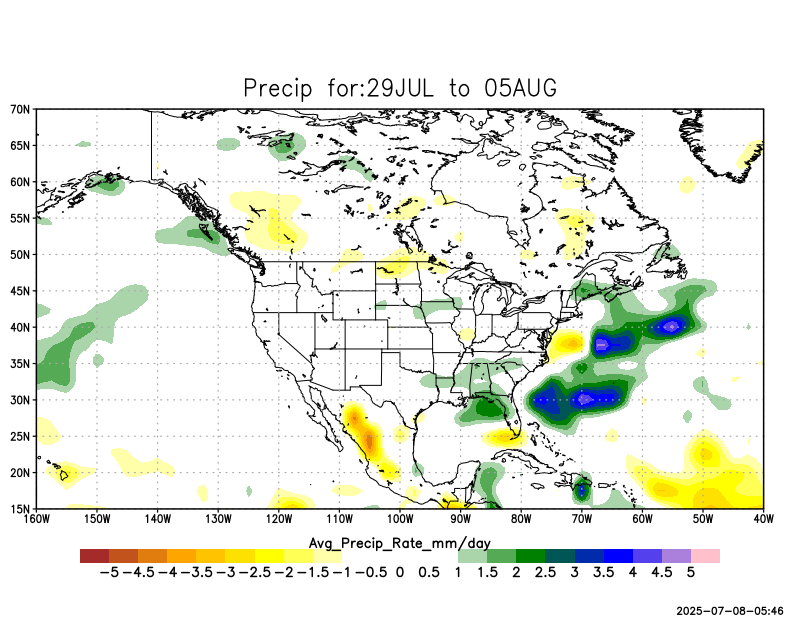 Precip for:29JUL to 05AUG
70N
65N
60N
55N
50N
45N
40N
35N
30N
25N
20N
15N
160W 150W 140W 130W 120W 110W 100W 90W 80W 70W 60W 50W 40W
Avg_Precip_Rate_mm/day
-5 -4.5 -4 -3.5 -3 -2.5 -2 -1.5 -1 -0.5 0 0.5 1 1.5 2 2.5 3 3.5 4 4.5 5
2025-07-08-05:46